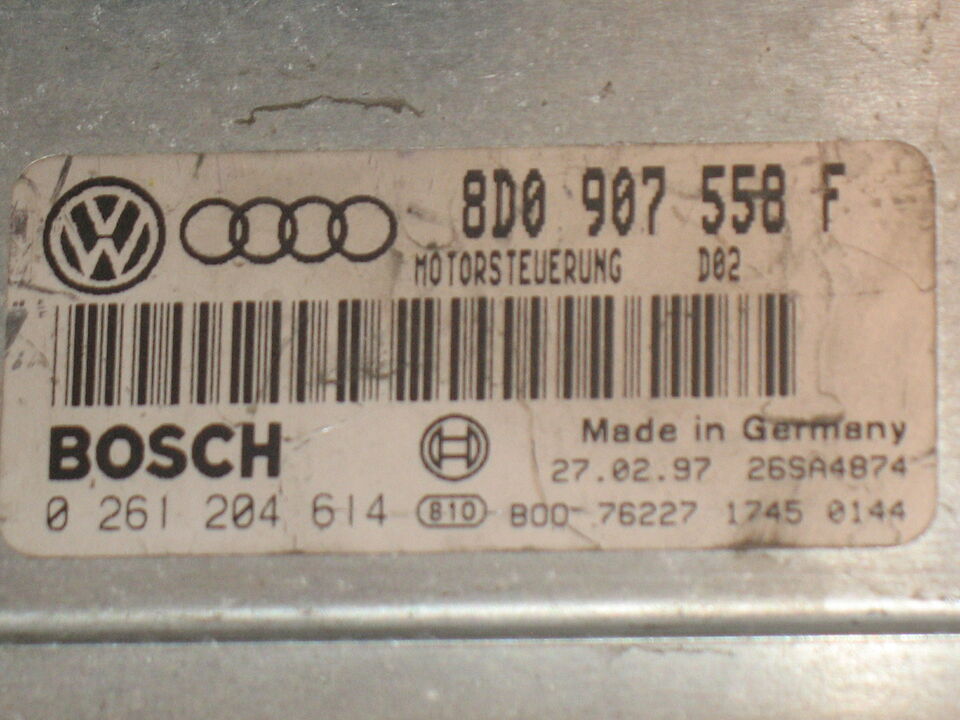 8D0 907 558 F
MOTORSTEUERUNG D02
BOSCH
Made in Germany
27.02.97 26SA4874
0 261 204 614 810 B00 76227 1745 0144